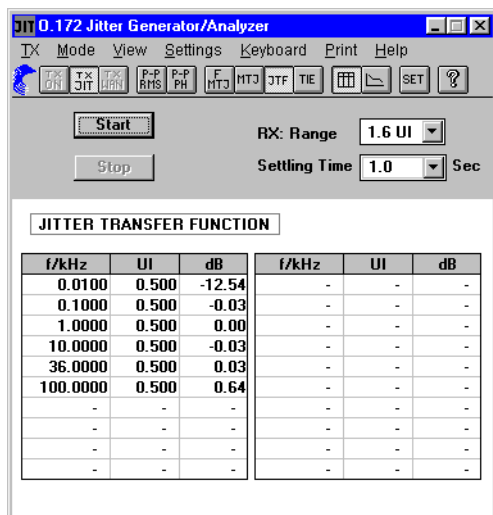 JIT O.172 Jitter Generator/Analyzer
TX Mode View Settings Keyboard Print Help
TX ON TX JIT TX WAN P-P RMS P-P PH F MTJ MTJ JTF TIE SET ?
Start
RX: Range 1.6 UI
Stop
Settling Time 1.0 Sec
JITTER TRANSFER FUNCTION
f/kHz UI dB f/kHz UI dB
0.0100 0.500 -12.54 - - -
0.1000 0.500 -0.03 - - -
1.0000 0.500 0.00 - - -
10.0000 0.500 -0.03 - - -
36.0000 0.500 0.03 - - -
100.0000 0.500 0.64 - - -
- - - - - -
- - - - - -
- - - - - -
- - - - - -